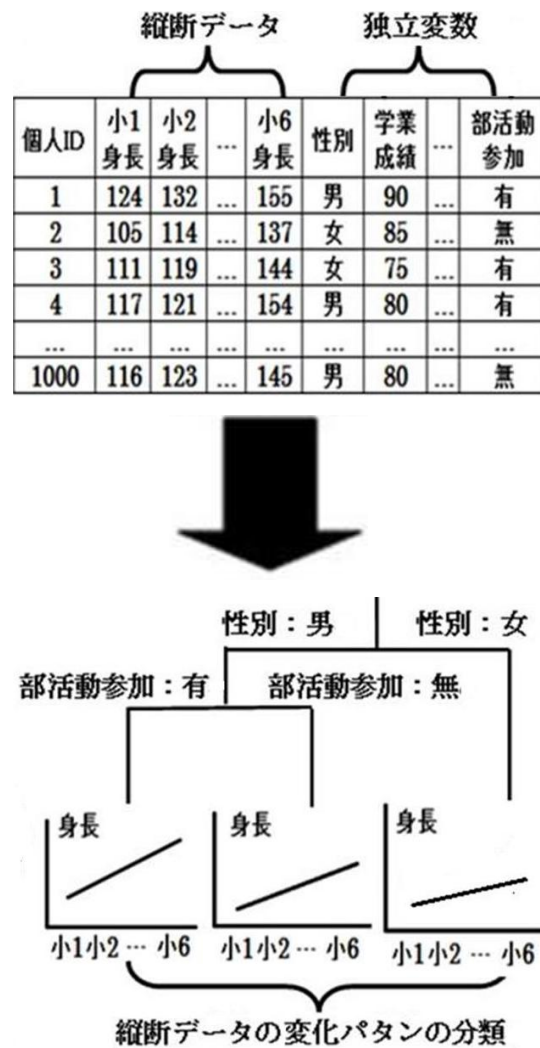 縦断データ 独立変数
個人ID 小1身長 小2身長 … 小6身長 性別 学業成績 … 部活動参加
1 124 132 … 155 男 90 … 有
2 105 114 … 137 女 85 … 無
3 111 119 … 144 女 75 … 有
4 117 121 … 154 男 80 … 有
… … … … … … … … …
1000 116 123 … 145 男 80 … 無
性別：男 性別：女
部活動参加：有 部活動参加：無
身長 身長 身長
小1小2 … 小6 小1小2 … 小6 小1小2 … 小6
縦断データの変化パタンの分類